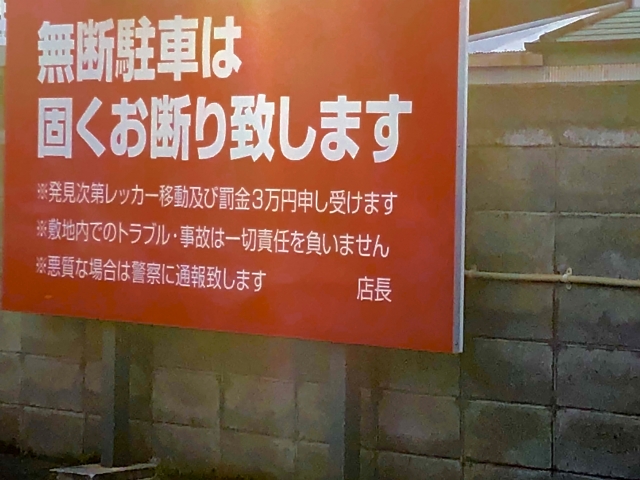 無断駐車は
固くお断り致します
※発見次第レッカー移動及び罰金3万円申し受けます
※敷地内でのトラブル・事故は一切責任を負いません
※悪質な場合は警察に通報致します
店長